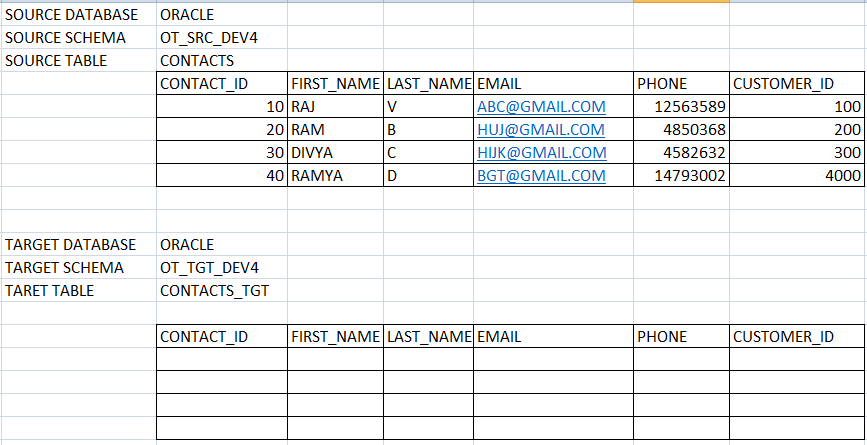 SOURCE DATABASE ORACLE
SOURCE SCHEMA OT_SRC_DEV4
SOURCE TABLE CONTACTS
CONTACT_ID FIRST_NAME LAST_NAME EMAIL PHONE CUSTOMER_ID
10 RAJ V ABC@GMAIL.COM 12563589 100
20 RAM B HUJ@GMAIL.COM 4850368 200
30 DIVYA C HIJK@GMAIL.COM 4582632 300
40 RAMYA D BGT@GMAIL.COM 14793002 4000
TARGET DATABASE ORACLE
TARGET SCHEMA OT_TGT_DEV4
TARET TABLE CONTACTS_TGT
CONTACT_ID FIRST_NAME LAST_NAME EMAIL PHONE CUSTOMER_ID